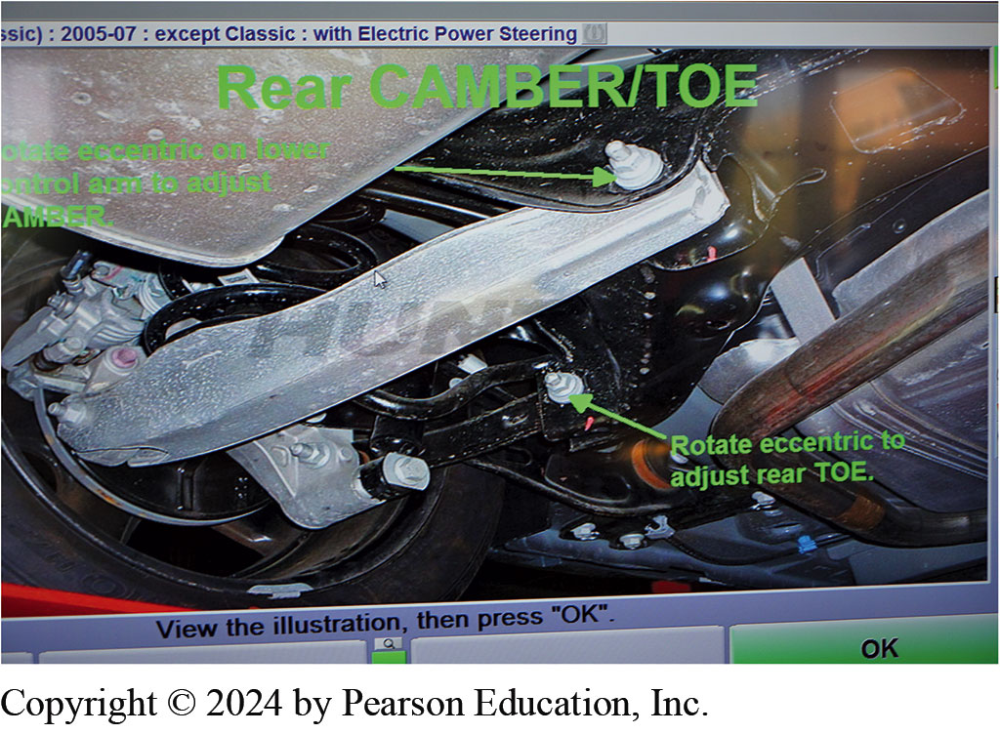 ssic) : 2005-07 : except Classic : with Electric Power Steering
Rear CAMBER/TOE
otate eccentric on lower
ontrol arm to adjust
AMBER.
HUNT
Rotate eccentric to
adjust rear TOE.
View the illustration, then press "OK".
OK
Copyright © 2024 by Pearson Education, Inc.